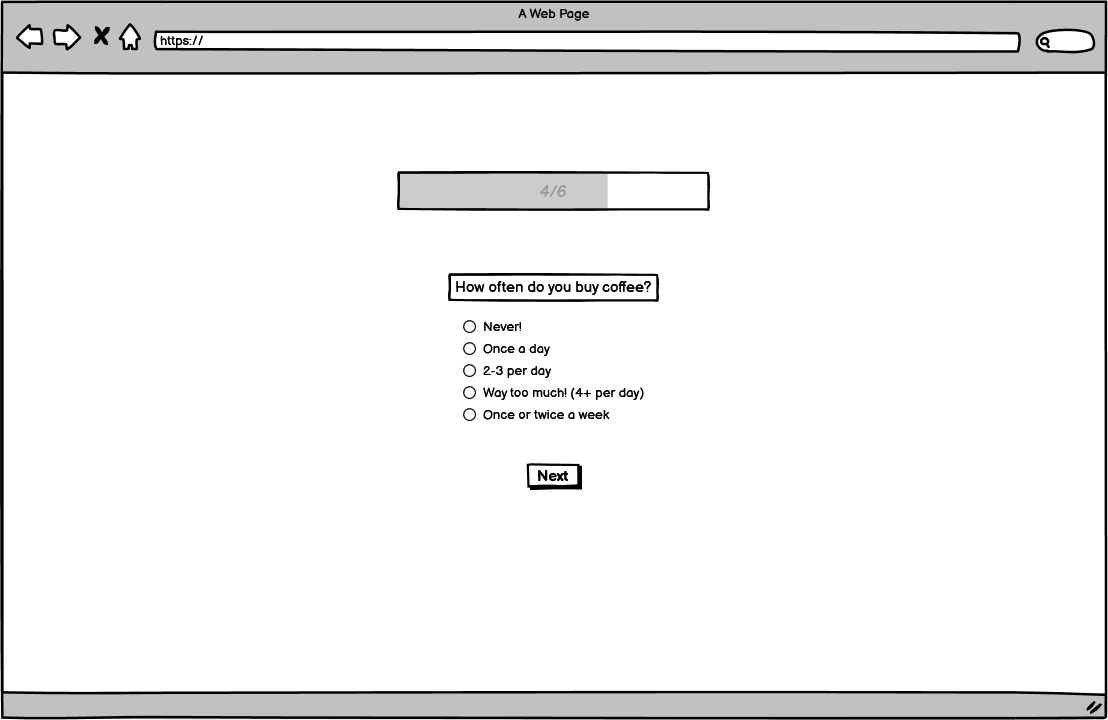 A Web Page
https://
4/6
How often do you buy coffee?
Never!
Once a day
2-3 per day
Way too much! (4+ per day)
Once or twice a week
Next